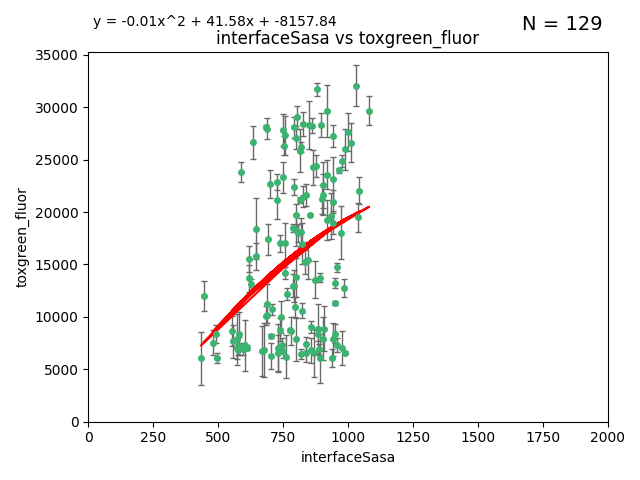 y = -0.01x^2 + 41.58x + -8157.84
N = 129
interfaceSasa vs toxgreen_fluor
35000
30000
25000
20000
15000
10000
5000
0
toxgreen_fluor
0 250 500 750 1000 1250 1500 1750 2000
interfaceSasa